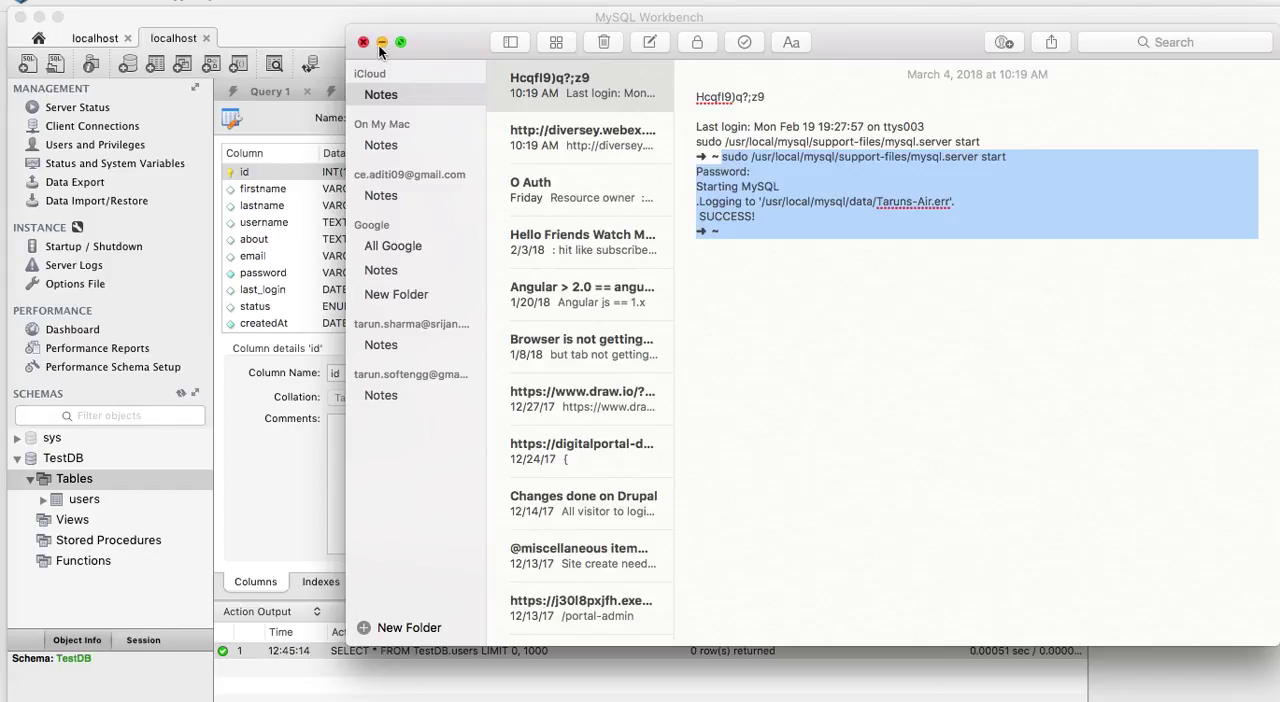 MySQL Workbench
localhost
localhost
MANAGEMENT
Server Status
Client Connections
Users and Privileges
Status and System Variables
Data Export
Data Import/Restore
INSTANCE
Startup / Shutdown
Server Logs
Options File
PERFORMANCE
Dashboard
Performance Reports
Performance Schema Setup
SCHEMAS
Filter objects
sys
TestDB
Tables
users
Views
Stored Procedures
Functions
Object Info Session
Schema: TestDB
Query 1
Name:
Column Data
id INT(
firstname VARC
lastname VARC
username TEXT
about TEXT
email VARC
password VARC
last_login DATE
status ENU
createdAt DATE
Column details 'id'
Column Name: id
Collation: Ta
Comments:
Columns Indexes
Action Output
Time
1 12:45:14 SELECT * FROM TestDB.users LIMIT 0, 1000 0 row(s) returned 0.00051 sec / 0.0000...
iCloud
Notes
On My Mac
Notes
ce.aditi09@gmail.com
Notes
Google
All Google
Notes
New Folder
tarun.sharma@srijan....
Notes
tarun.softengg@gma...
Notes
New Folder
HcqfI9)q?;z9
10:19 AM Last login: Mon...
http://diversey.webex....
10:19 AM http://diversey...
O Auth
Friday Resource owner :...
Hello Friends Watch M...
2/3/18 : hit like subscribe...
Angular > 2.0 == angu...
1/20/18 Angular js == 1.x
Browser is not getting...
1/8/18 but tab not getting...
https://www.draw.io/?...
12/27/17 https://www.dra...
https://digitalportal-d...
12/24/17 {
Changes done on Drupal
12/14/17 All visitor to logi...
@miscellaneous item...
12/13/17 Site create need...
https://j30l8pxjfh.exe...
12/13/17 /portal-admin
Aa
Search
March 4, 2018 at 10:19 AM
HcqfI9)q?;z9
Last login: Mon Feb 19 19:27:57 on ttys003
sudo /usr/local/mysql/support-files/mysql.server start
➜ ~ sudo /usr/local/mysql/support-files/mysql.server start
Password:
Starting MySQL
.Logging to '/usr/local/mysql/data/Taruns-Air.err'.
SUCCESS!
➜ ~